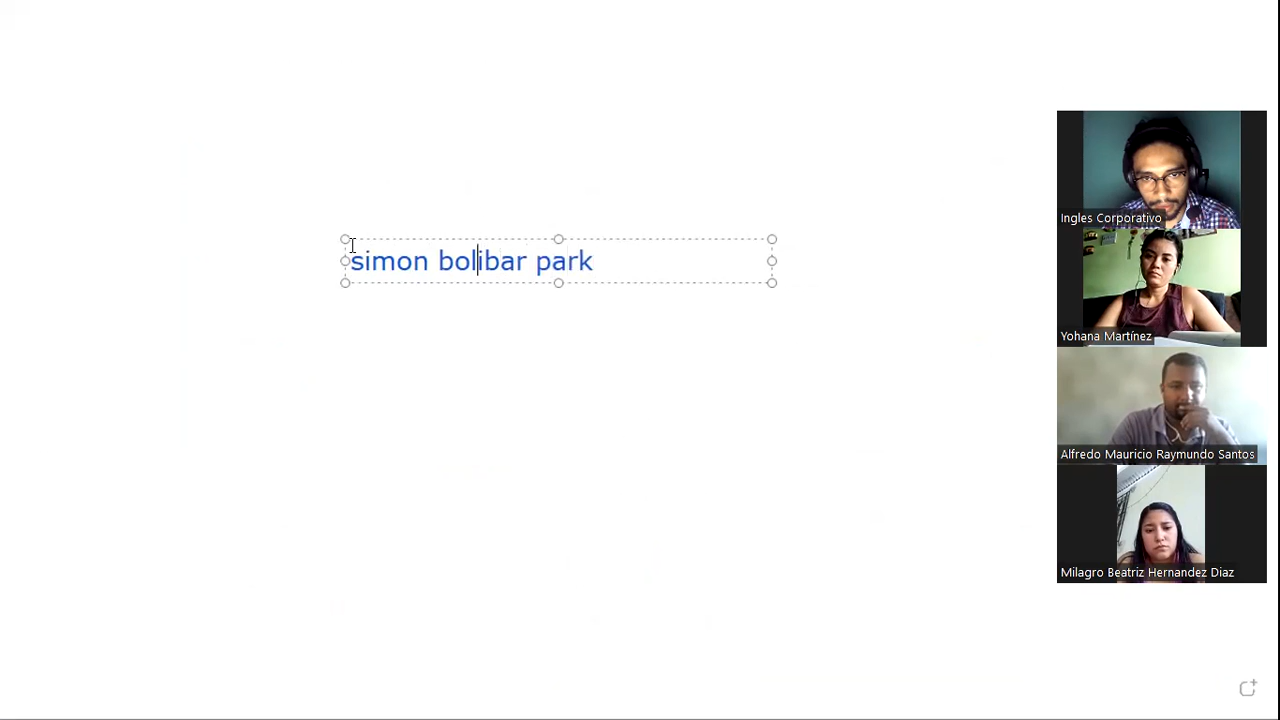 simon bolibar park
Ingles Corporativo
Yohana Martínez
Alfredo Mauricio Raymundo Santos
Milagro Beatriz Hernandez Diaz